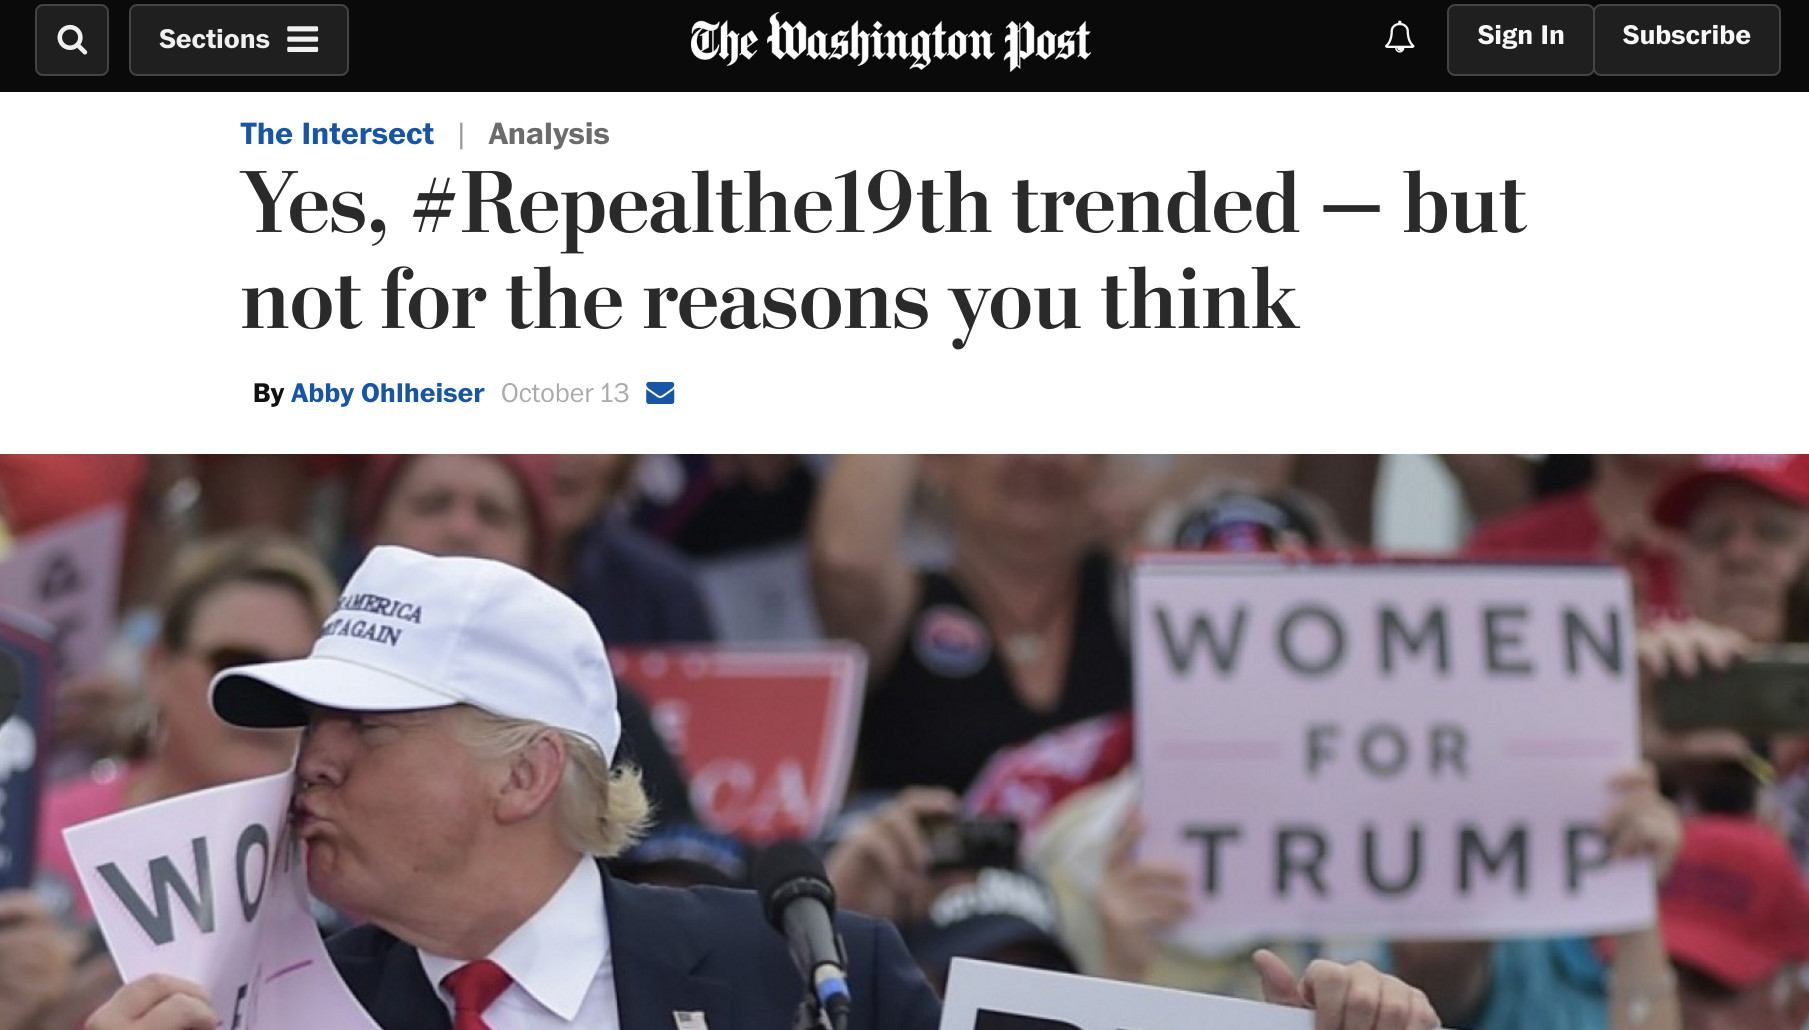 Sections
The Washington Post
Sign In
Subscribe
The Intersect | Analysis
Yes, #Repealthe19th trended — but
not for the reasons you think
By Abby Ohlheiser October 13
AMERICA
AGAIN
WOMEN
FOR
TRUMP
CA
WO